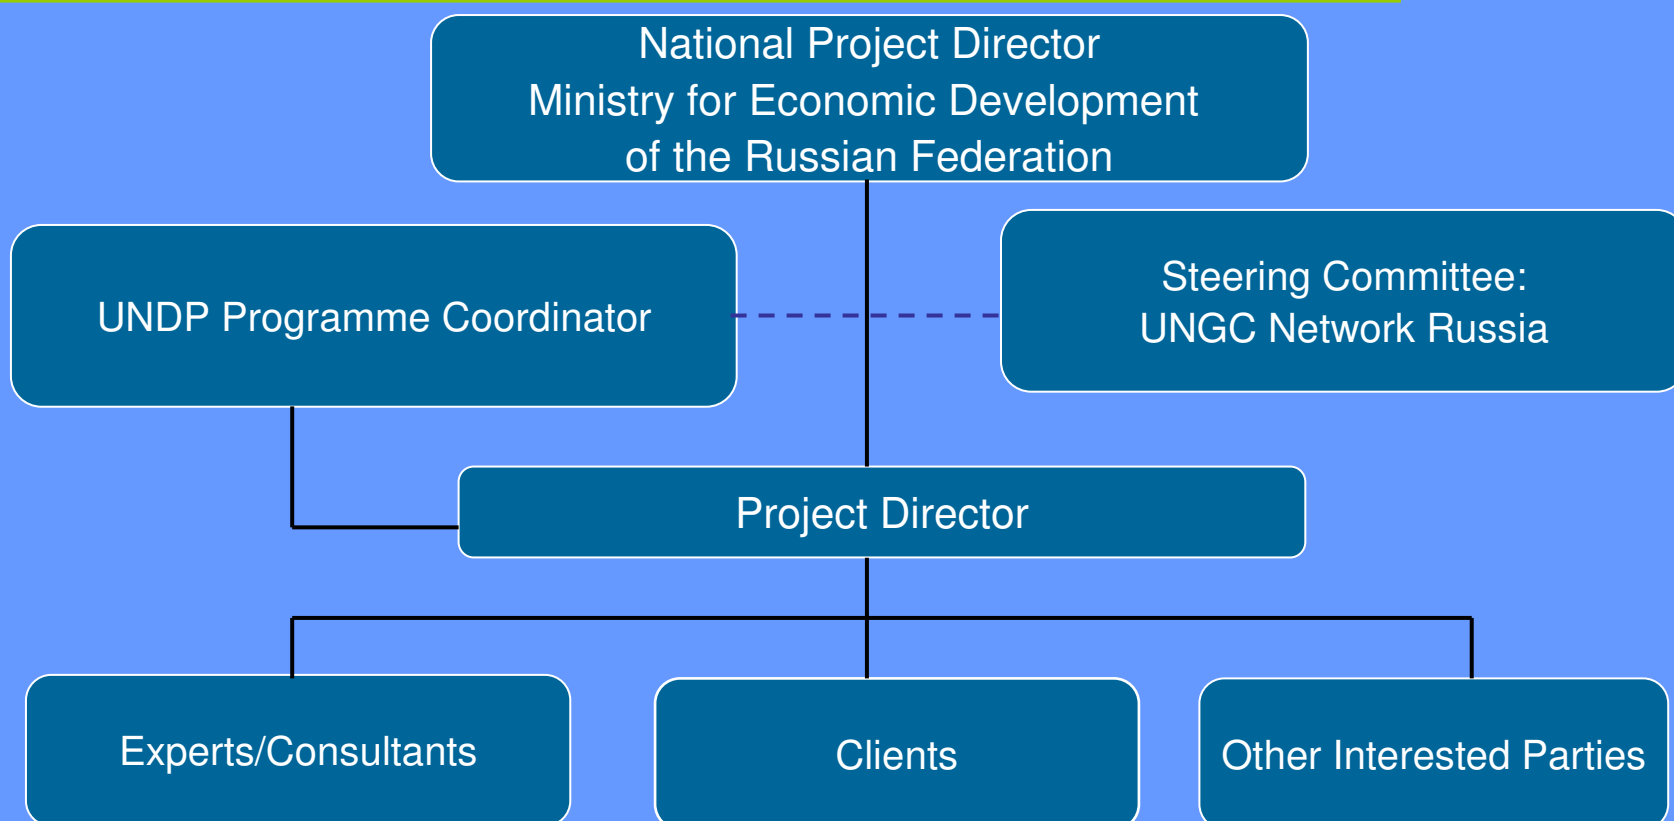 National Project Director
Ministry for Economic Development
of the Russian Federation
UNDP Programme Coordinator
Steering Committee:
UNGC Network Russia
Project Director
Experts/Consultants
Clients
Other Interested Parties